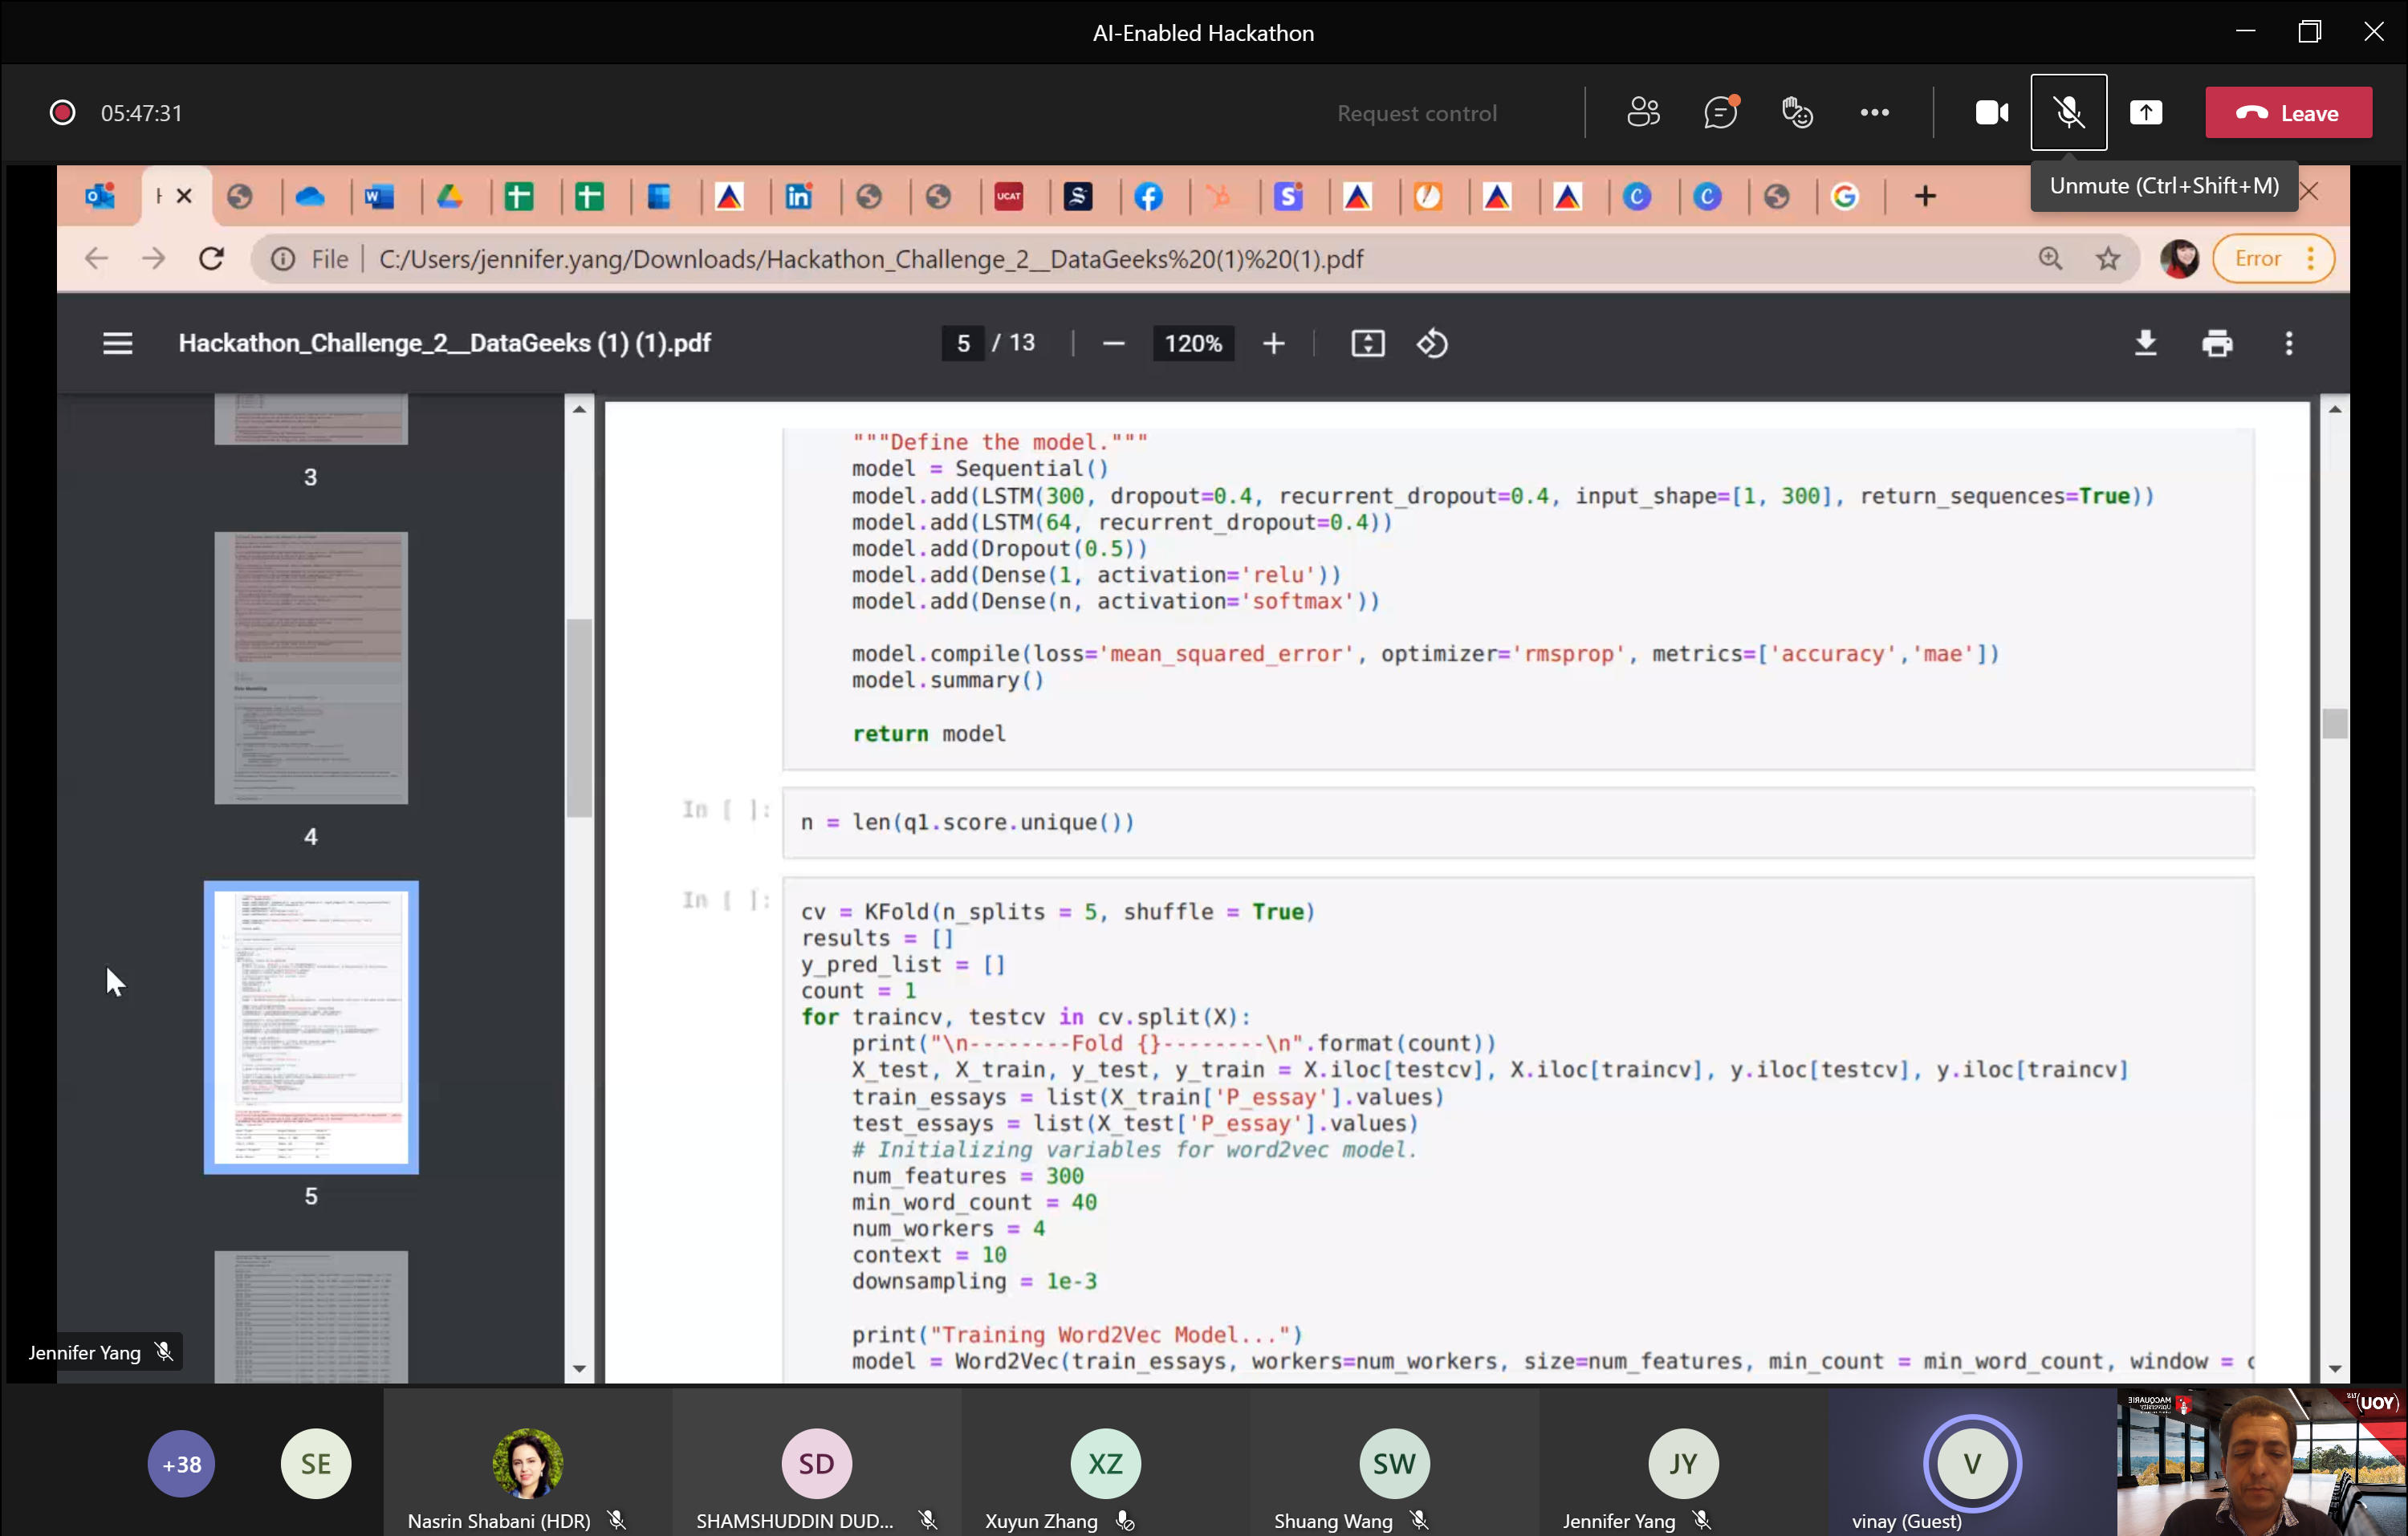 AI-Enabled Hackathon
05:47:31
Request control
Leave
Unmute (Ctrl+Shift+M)
UCAT
File
C:/Users/jennifer.yang/Downloads/Hackathon_Challenge_2__DataGeeks%20(1)%20(1).pdf
Error
Hackathon_Challenge_2__DataGeeks (1) (1).pdf
5 / 13
120%
3
4
5
"""Define the model."""
model = Sequential()
model.add(LSTM(300, dropout=0.4, recurrent_dropout=0.4, input_shape=[1, 300], return_sequences=True))
model.add(LSTM(64, recurrent_dropout=0.4))
model.add(Dropout(0.5))
model.add(Dense(1, activation='relu'))
model.add(Dense(n, activation='softmax'))
model.compile(loss='mean_squared_error', optimizer='rmsprop', metrics=['accuracy','mae'])
model.summary()
return model
In [ ]:
n = len(q1.score.unique())
In [ ]:
cv = KFold(n_splits = 5, shuffle = True)
results = []
y_pred_list = []
count = 1
for traincv, testcv in cv.split(X):
print("\n--------Fold {}--------\n".format(count))
X_test, X_train, y_test, y_train = X.iloc[testcv], X.iloc[traincv], y.iloc[testcv], y.iloc[traincv]
train_essays = list(X_train['P_essay'].values)
test_essays = list(X_test['P_essay'].values)
# Initializing variables for word2vec model.
num_features = 300
min_word_count = 40
num_workers = 4
context = 10
downsampling = 1e-3
print("Training Word2Vec Model...")
model = Word2Vec(train_essays, workers=num_workers, size=num_features, min_count = min_word_count, window = c
Jennifer Yang
+38
SE
SD
XZ
SW
JY
V
Nasrin Shabani (HDR)
SHAMSHUDDIN DUD...
Xuyun Zhang
Shuang Wang
Jennifer Yang
vinay (Guest)
MACQUARIE
University
YOU)